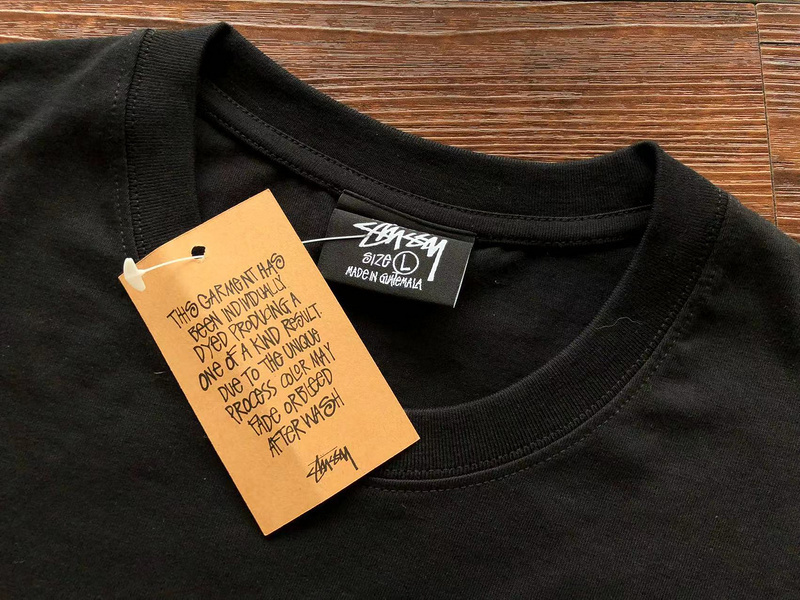 STÜSSY
SIZE L
MADE IN GUATEMALA
THIS GARMENT HAS
BEEN INDIVIDUALLY
DYED PRODUCING A
ONE OF A KIND RESULT.
DUE TO THE UNIQUE
PROCESS COLOR MAY
FADE OR BLEED
AFTER WASH
STÜSSY